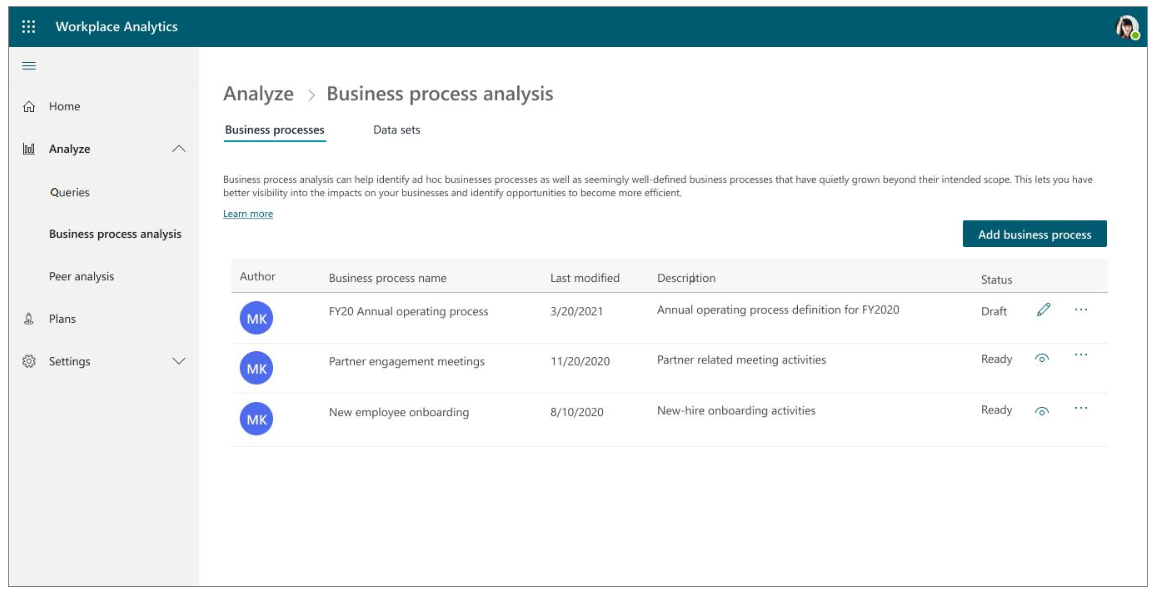 Workplace Analytics
Home
Analyze
Queries
Business process analysis
Peer analysis
Plans
Settings
Analyze > Business process analysis
Business processes Data sets
Business process analysis can help identify ad hoc businesses processes as well as seemingly well-defined business processes that have quietly grown beyond their intended scope. This lets you have
better visibility into the impacts on your businesses and identify opportunities to become more efficient.
Learn more
Add business process
Author Business process name Last modified Description Status
MK FY20 Annual operating process 3/20/2021 Annual operating process definition for FY2020 Draft ...
MK Partner engagement meetings 11/20/2020 Partner related meeting activities Ready ...
MK New employee onboarding 8/10/2020 New-hire onboarding activities Ready ...